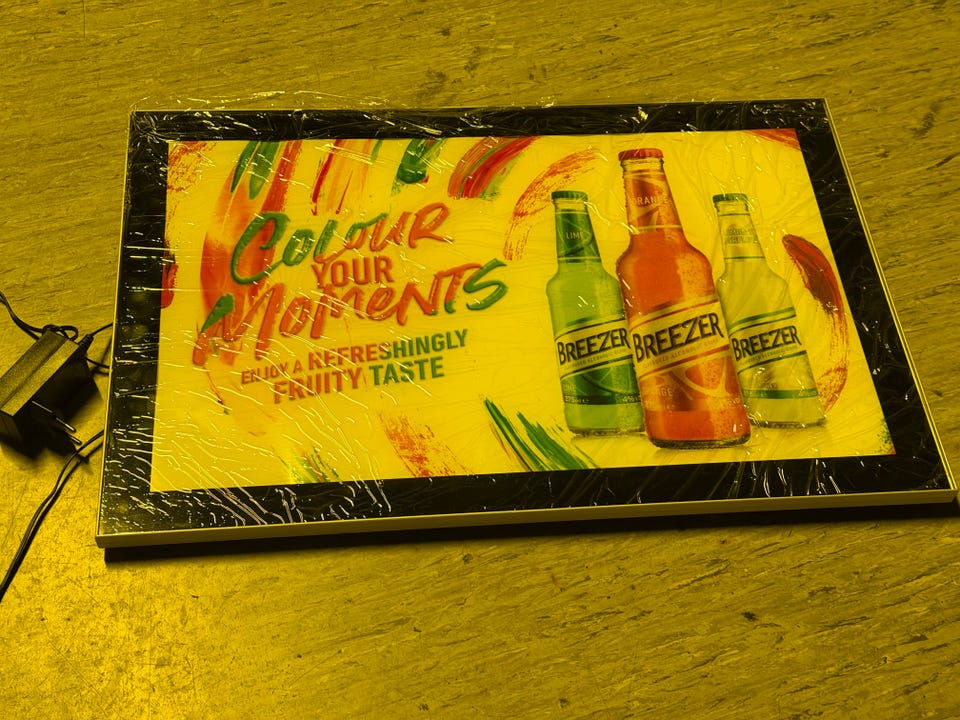 COLOUR
YOUR
MOMENTS
ENJOY A REFRESHINGLY
FRUITY TASTE
LIME
ORANGE
BREEZER
BREEZER
BREEZER